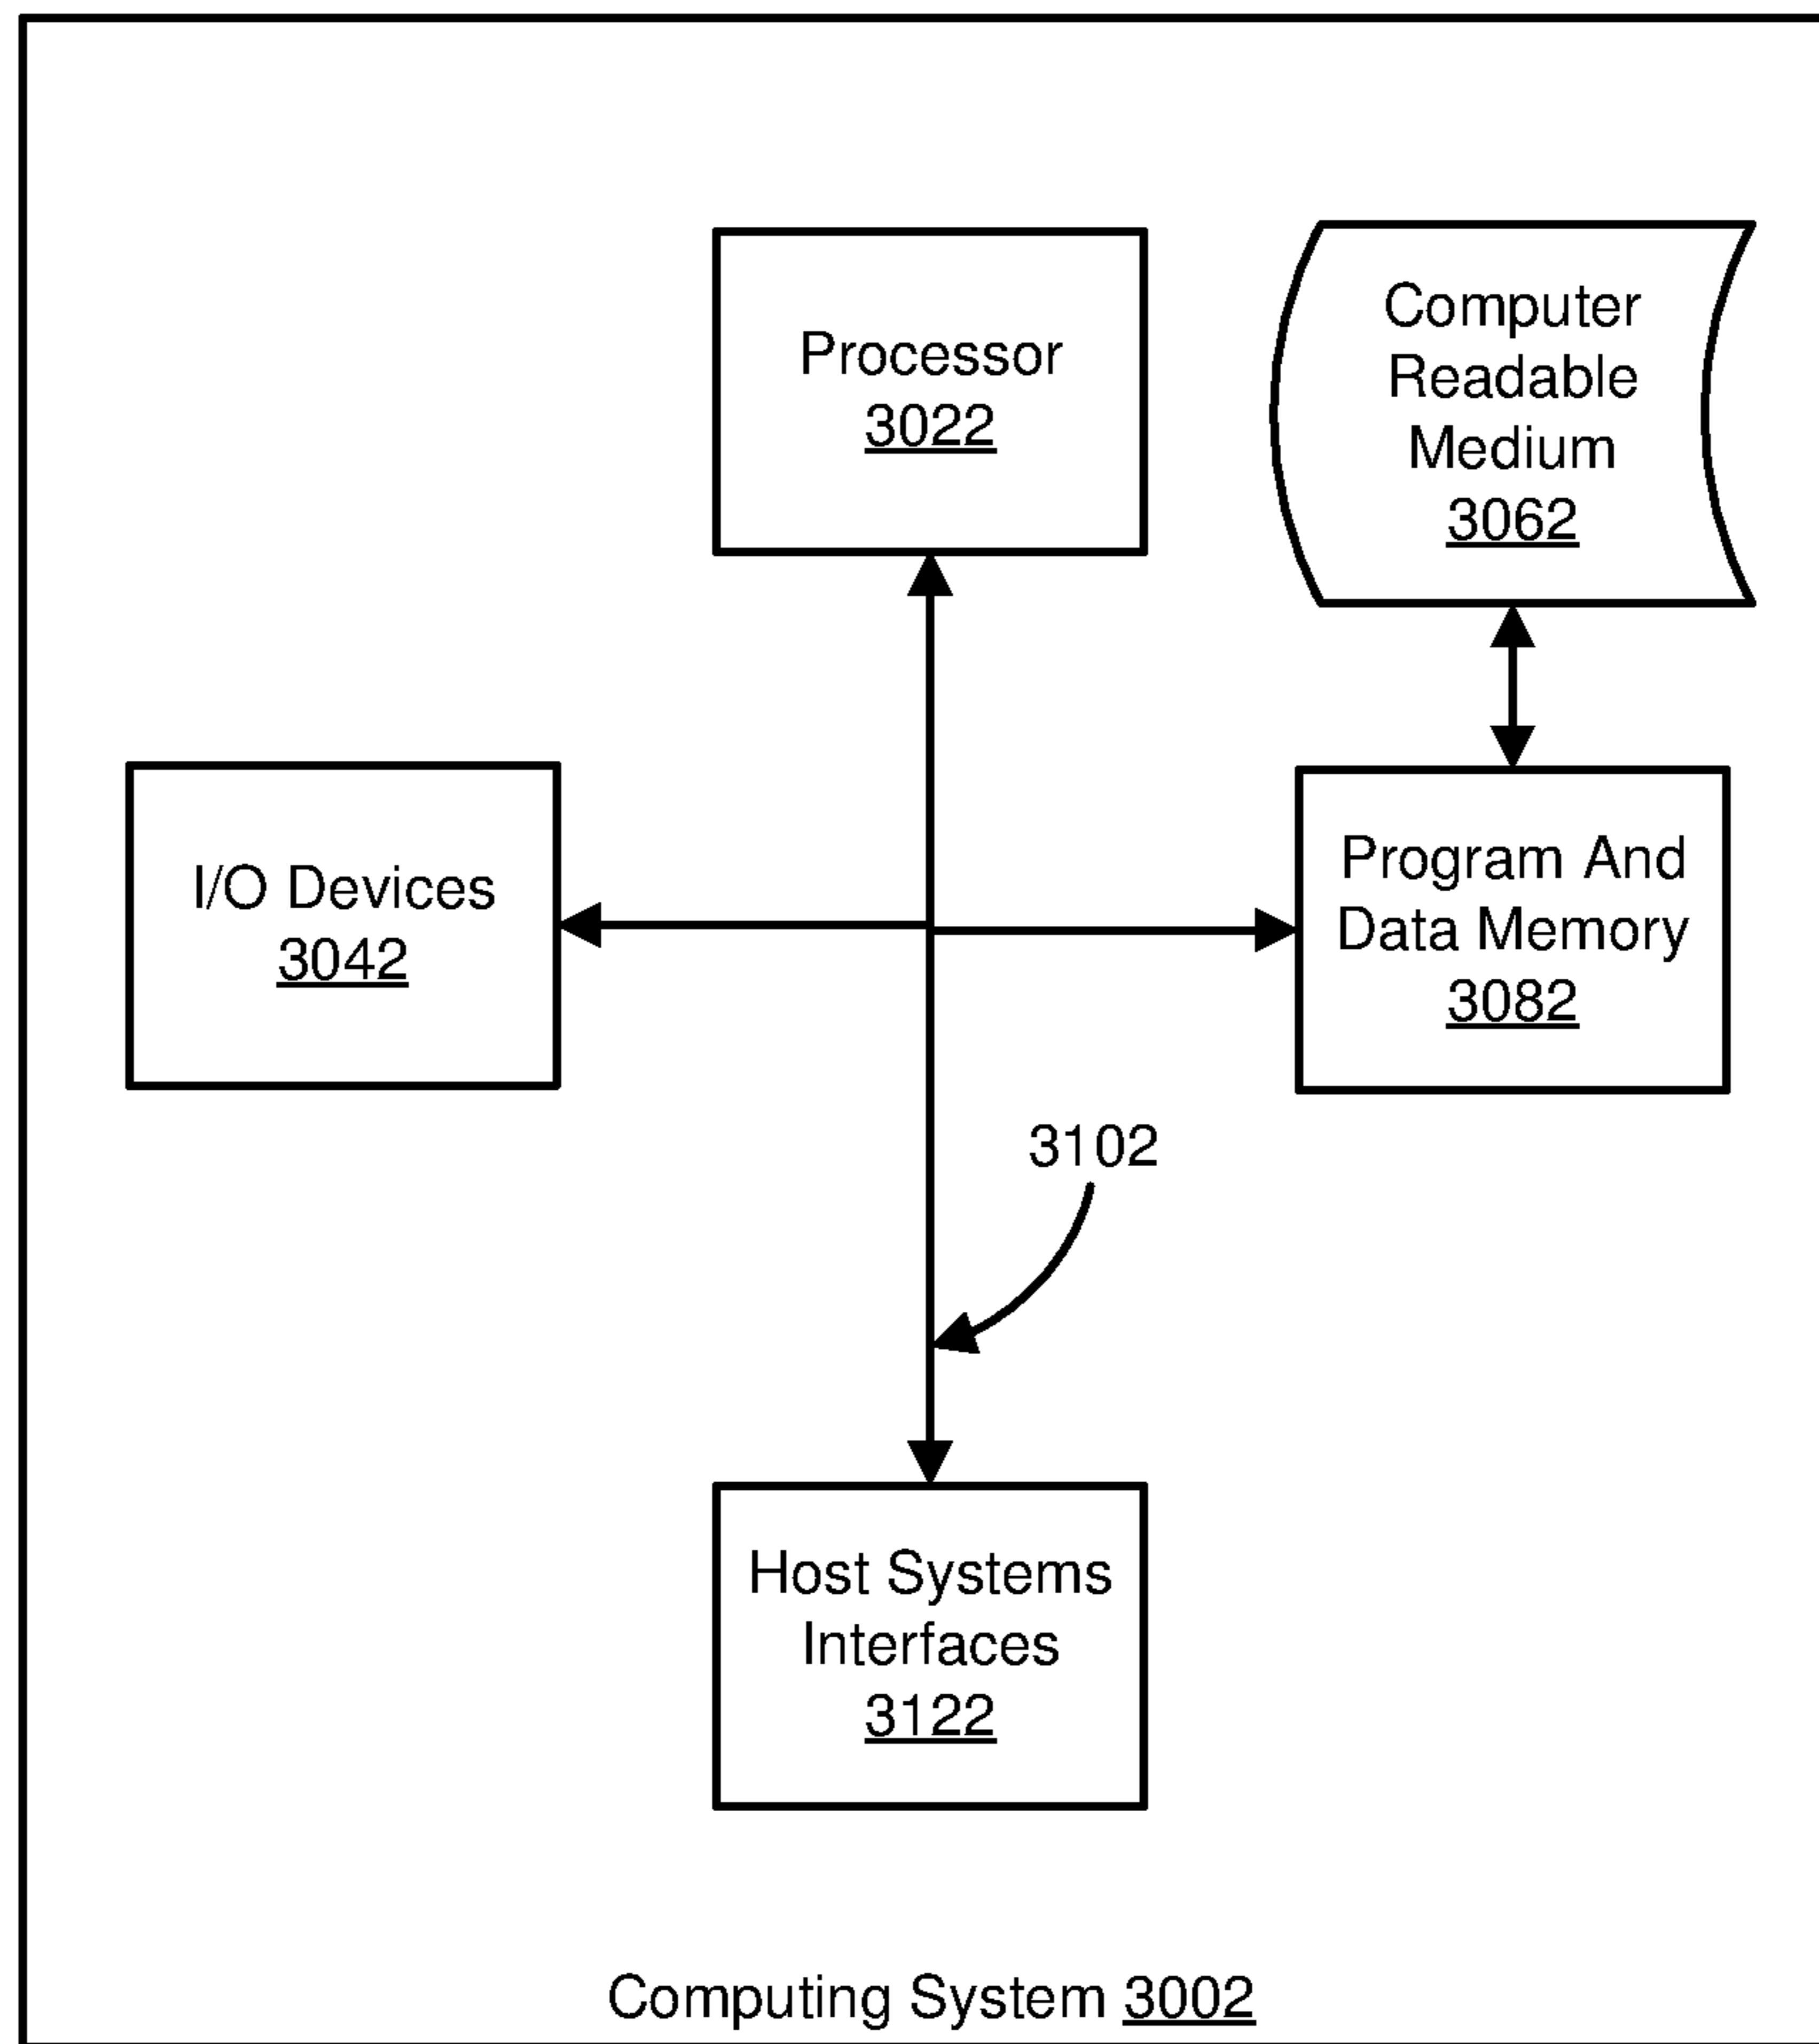 Processor
3022
Computer
Readable
Medium
3062
I/O Devices
3042
Program And
Data Memory
3082
3102
Host Systems
Interfaces
3122
Computing System 3002